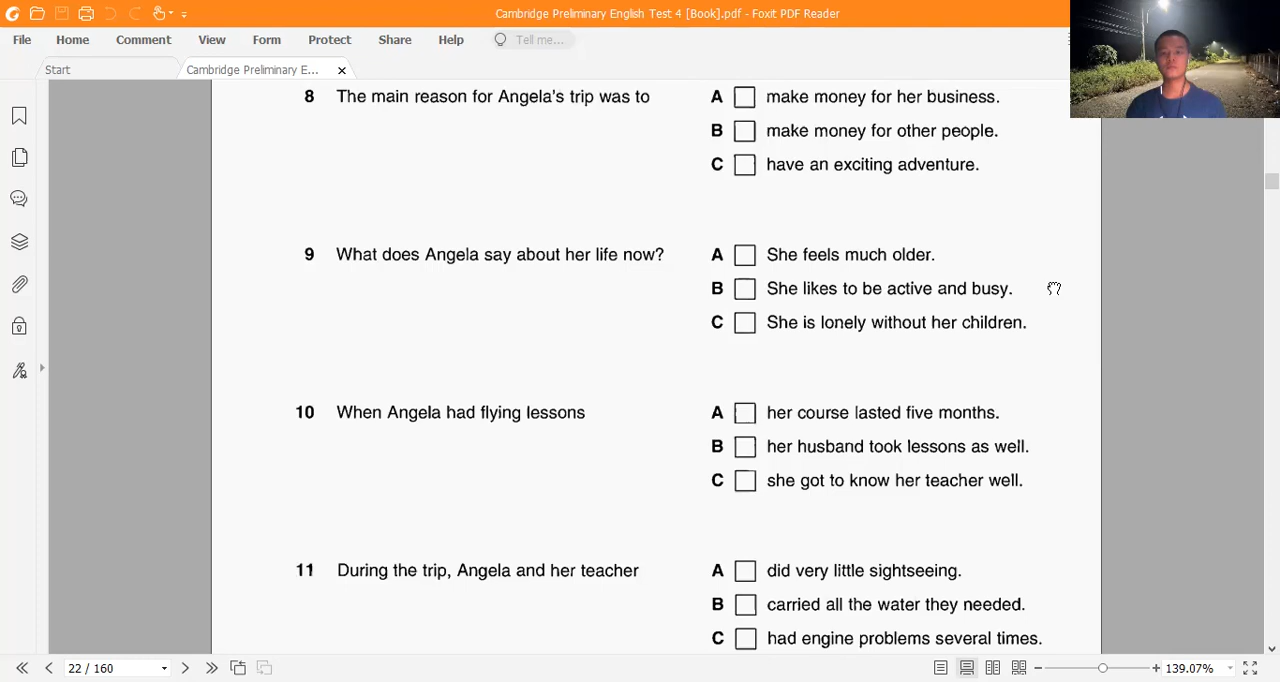 Cambridge Preliminary English Test 4 [Book].pdf - Foxit PDF Reader
File Home Comment View Form Protect Share Help Tell me...
Start Cambridge Preliminary E... ×
8 The main reason for Angela's trip was to
A make money for her business.
B make money for other people.
C have an exciting adventure.
9 What does Angela say about her life now?
A She feels much older.
B She likes to be active and busy.
C She is lonely without her children.
10 When Angela had flying lessons
A her course lasted five months.
B her husband took lessons as well.
C she got to know her teacher well.
11 During the trip, Angela and her teacher
A did very little sightseeing.
B carried all the water they needed.
C had engine problems several times.
22 / 160
139.07%